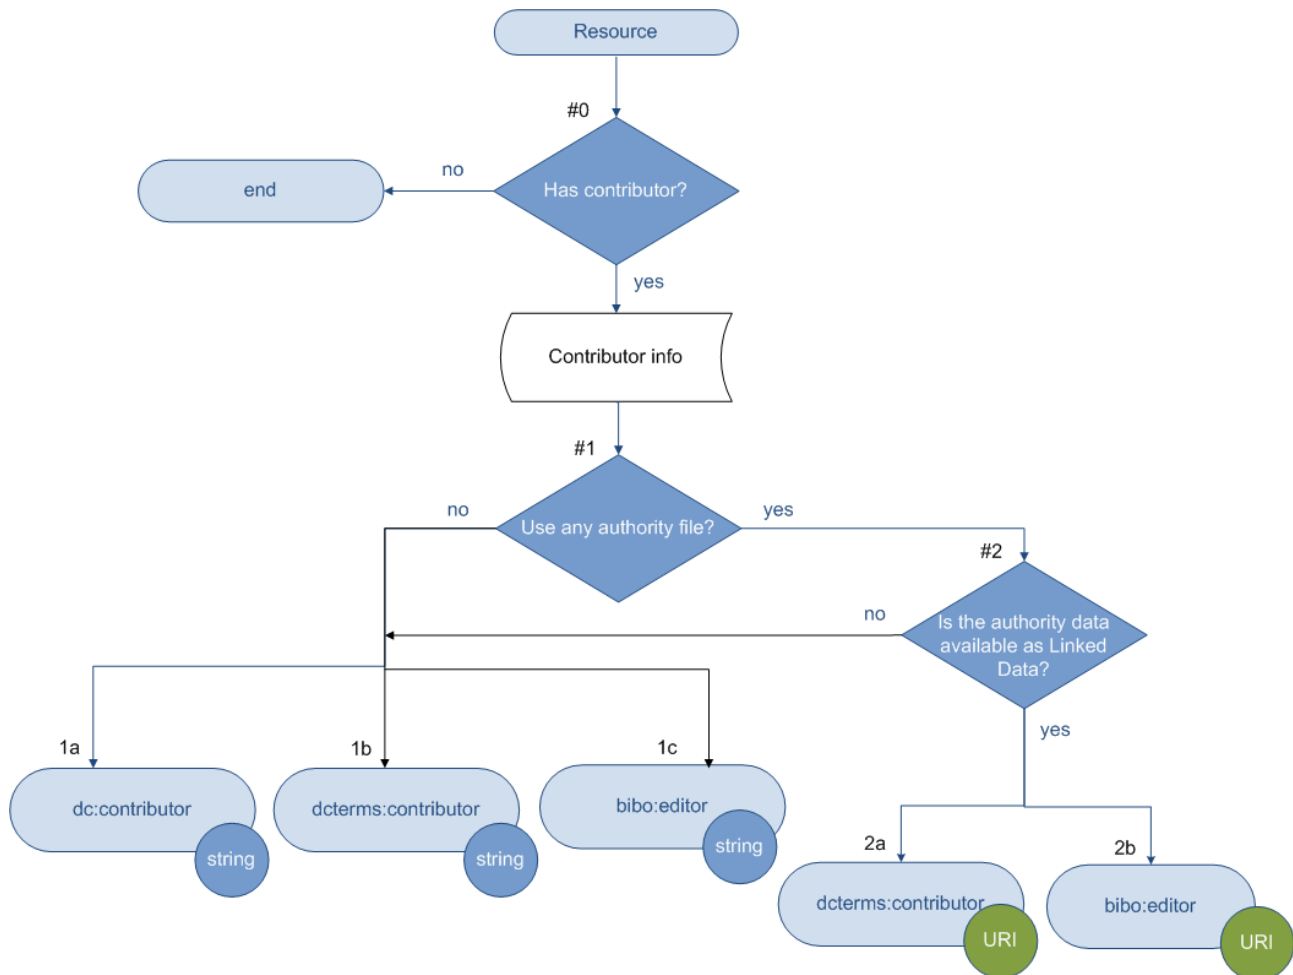 Resource
#0
no
end
Has contributor?
yes
Contributor info
#1
no
Use any authority file?
yes
#2
no
Is the authority data
available as Linked
Data?
yes
1a
1b
1c
dc:contributor
string
dcterms:contributor
string
bibo:editor
string
2a
2b
dcterms:contributor
URI
bibo:editor
URI